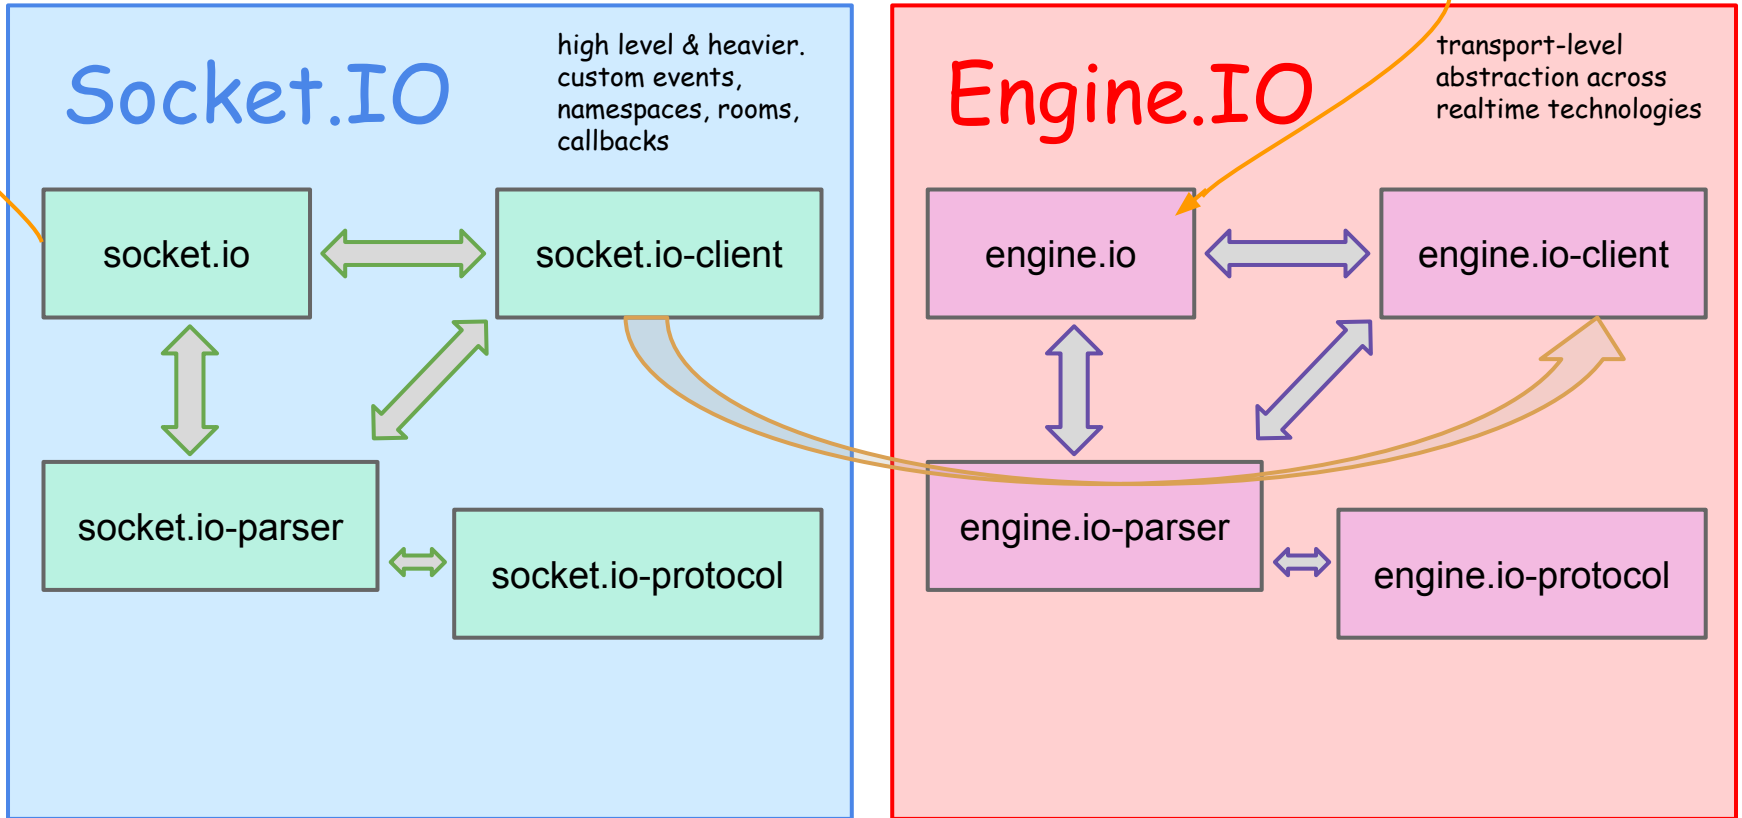 Socket.IO
high level & heavier.
custom events,
namespaces, rooms,
callbacks
socket.io
socket.io-client
socket.io-parser
socket.io-protocol
Engine.IO
transport-level
abstraction across
realtime technologies
engine.io
engine.io-client
engine.io-parser
engine.io-protocol